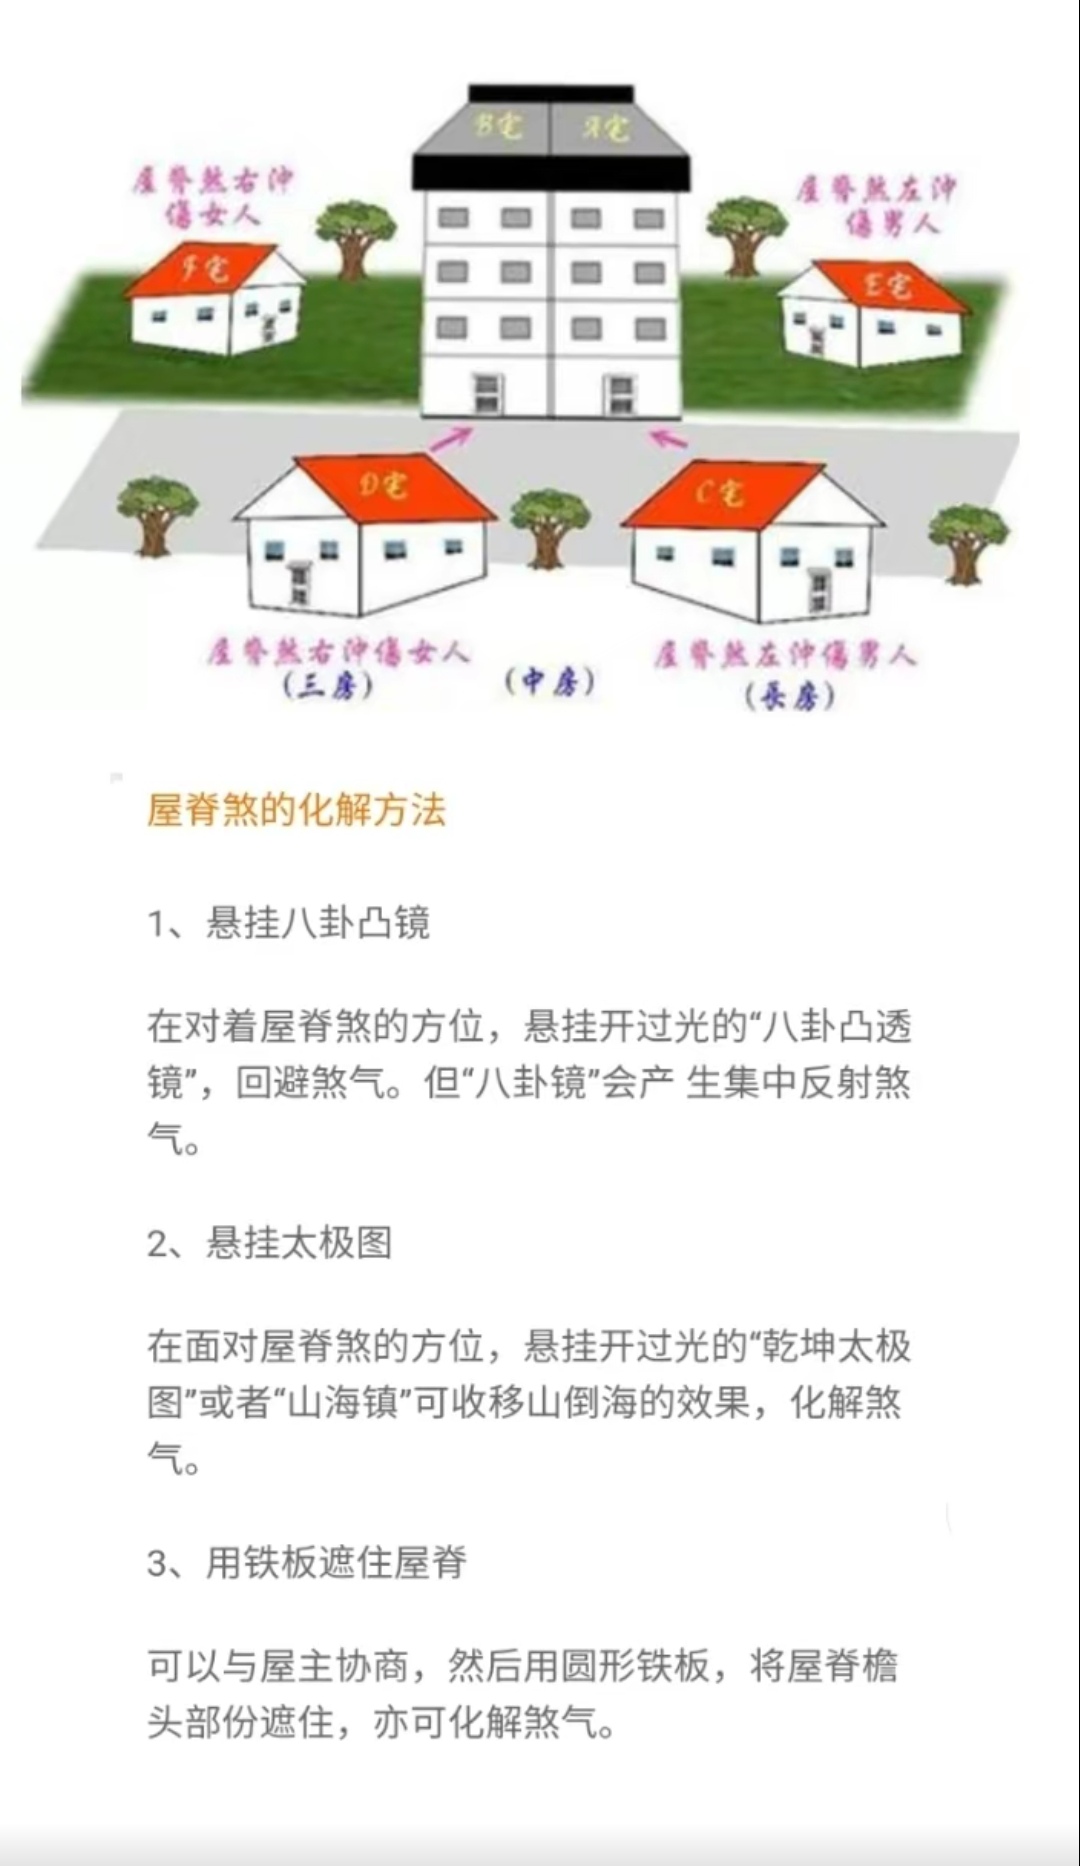 B宅 A宅
屋脊煞右沖
傷女人
屋脊煞左沖
傷男人
F宅
E宅
D宅
C宅
屋脊煞右沖傷女人
(三房)
(中房)
屋脊煞左沖傷男人
(長房)
屋脊煞的化解方法
1、悬挂八卦凸镜
在对着屋脊煞的方位，悬挂开过光的“八卦凸透
镜”，回避煞气。但“八卦镜”会产 生集中反射煞
气。
2、悬挂太极图
在面对屋脊煞的方位，悬挂开过光的“乾坤太极
图”或者“山海镇”可收移山倒海的效果，化解煞
气。
3、用铁板遮住屋脊
可以与屋主协商，然后用圆形铁板，将屋脊檐
头部份遮住，亦可化解煞气。